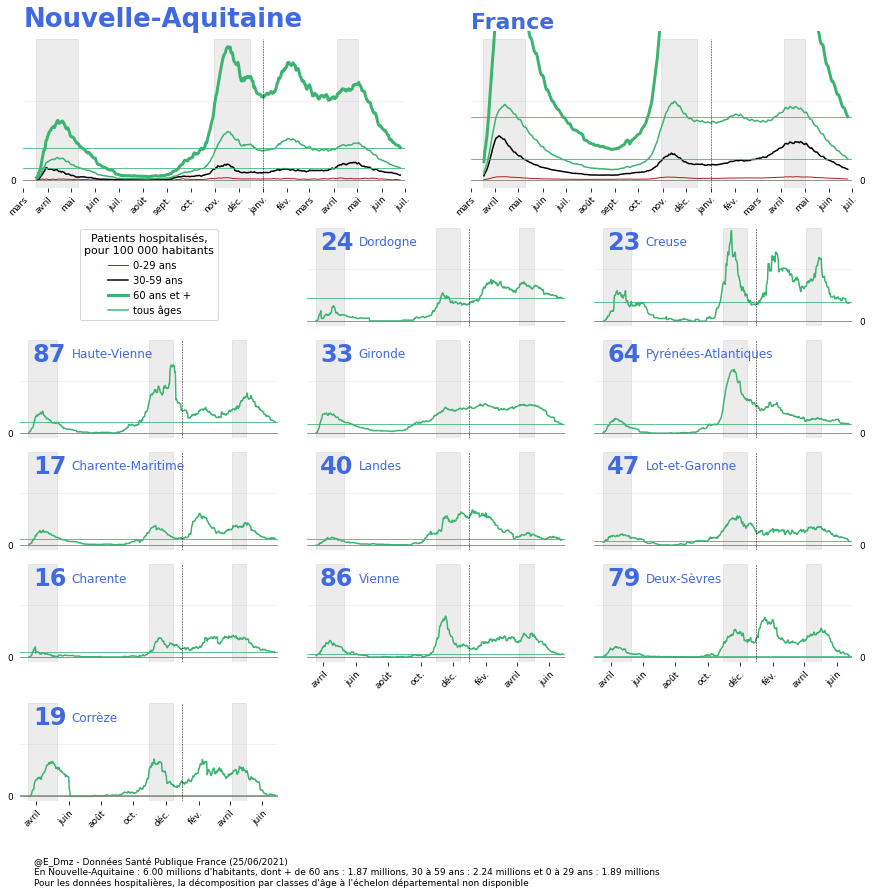 Nouvelle-Aquitaine
France
0
mars avril mai juin juil. août sept. oct. nov. déc. janv. fév. mars avril mai juin juil.
mars avril mai juin juil. août sept. oct. nov. déc. janv. fév. mars avril mai juin juil.
Patients hospitalisés,
pour 100 000 habitants
0-29 ans
30-59 ans
60 ans et +
tous âges
24 Dordogne
23 Creuse
0
87 Haute-Vienne
33 Gironde
64 Pyrénées-Atlantiques
0
0
17 Charente-Maritime
40 Landes
47 Lot-et-Garonne
0
0
16 Charente
86 Vienne
79 Deux-Sèvres
0
0
avril juin août oct. déc. fév. avril juin
avril juin août oct. déc. fév. avril juin
19 Corrèze
0
avril juin août oct. déc. fév. avril juin
@E_Dmz - Données Santé Publique France (25/06/2021)
En Nouvelle-Aquitaine : 6.00 millions d'habitants, dont + de 60 ans : 1.87 millions, 30 à 59 ans : 2.24 millions et 0 à 29 ans : 1.89 millions
Pour les données hospitalières, la décomposition par classes d'âge à l'échelon départemental non disponible